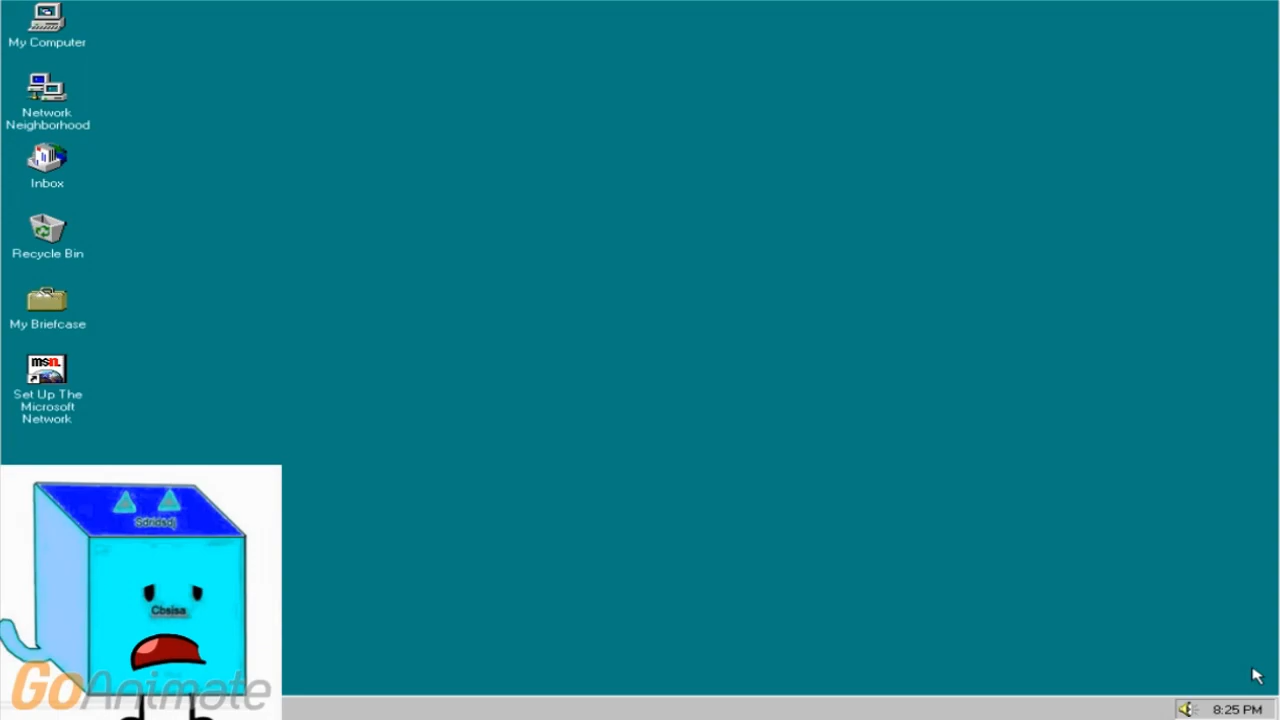 My Computer
Network
Neighborhood
Inbox
Recycle Bin
My Briefcase
msn.
Set Up The
Microsoft
Network
Cbsisa
GoAnimate
8:25 PM